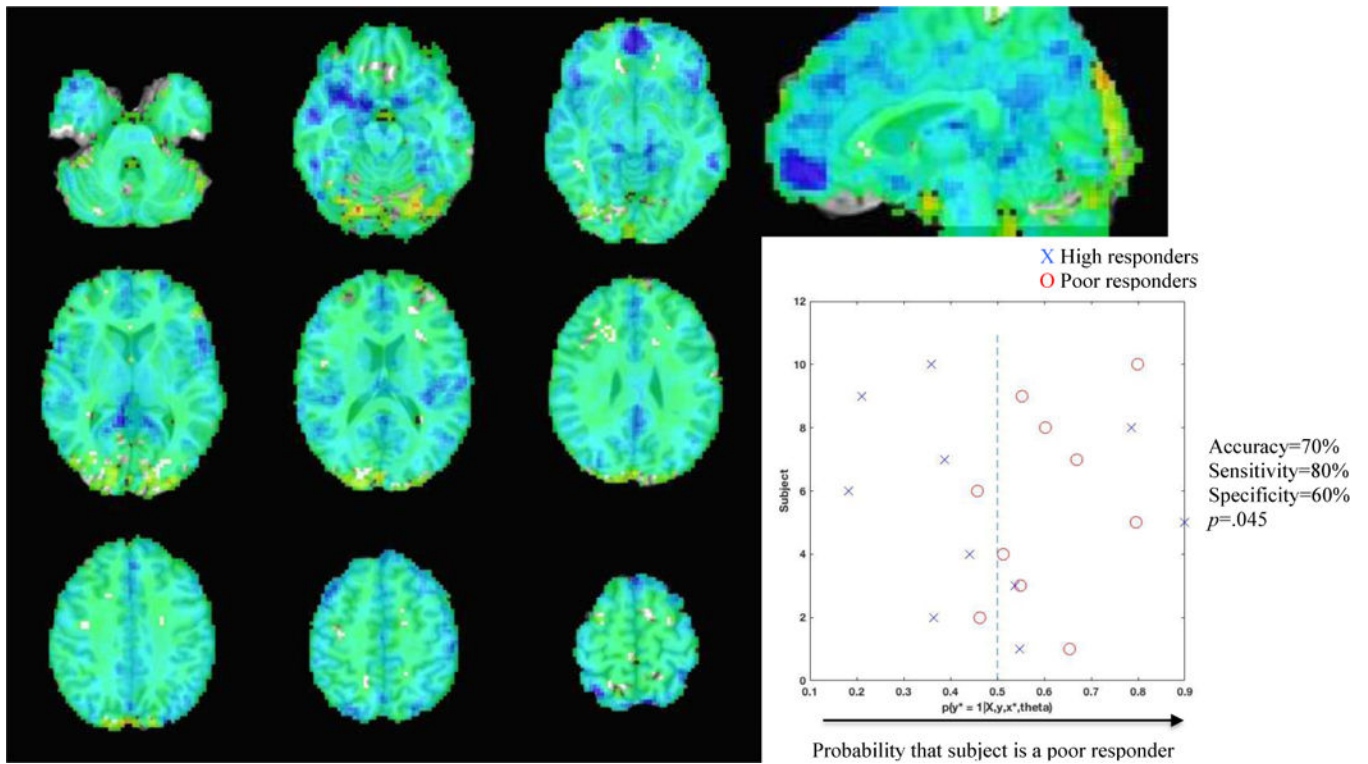 X High responders
O Poor responders
12
10
8
6
4
2
0
Subject
0.1 0.2 0.3 0.4 0.5 0.6 0.7 0.8 0.9
p(y* = 1|X,y,x*,theta)
Probability that subject is a poor responder
Accuracy=70%
Sensitivity=80%
Specificity=60%
p=.045